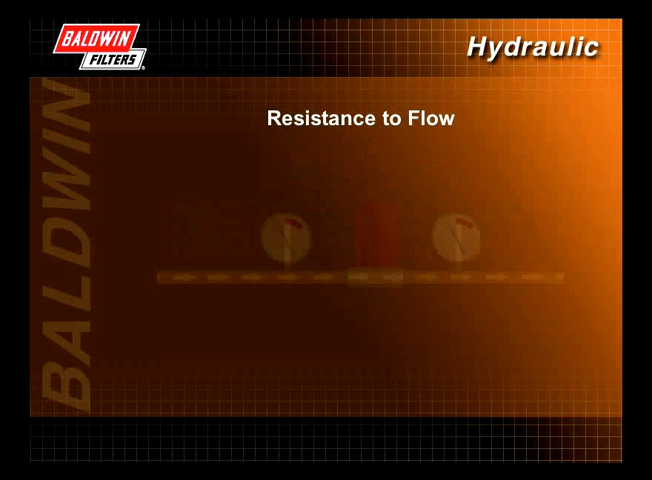 BALDWIN
FILTERS
Hydraulic
Resistance to Flow
BALDWIN